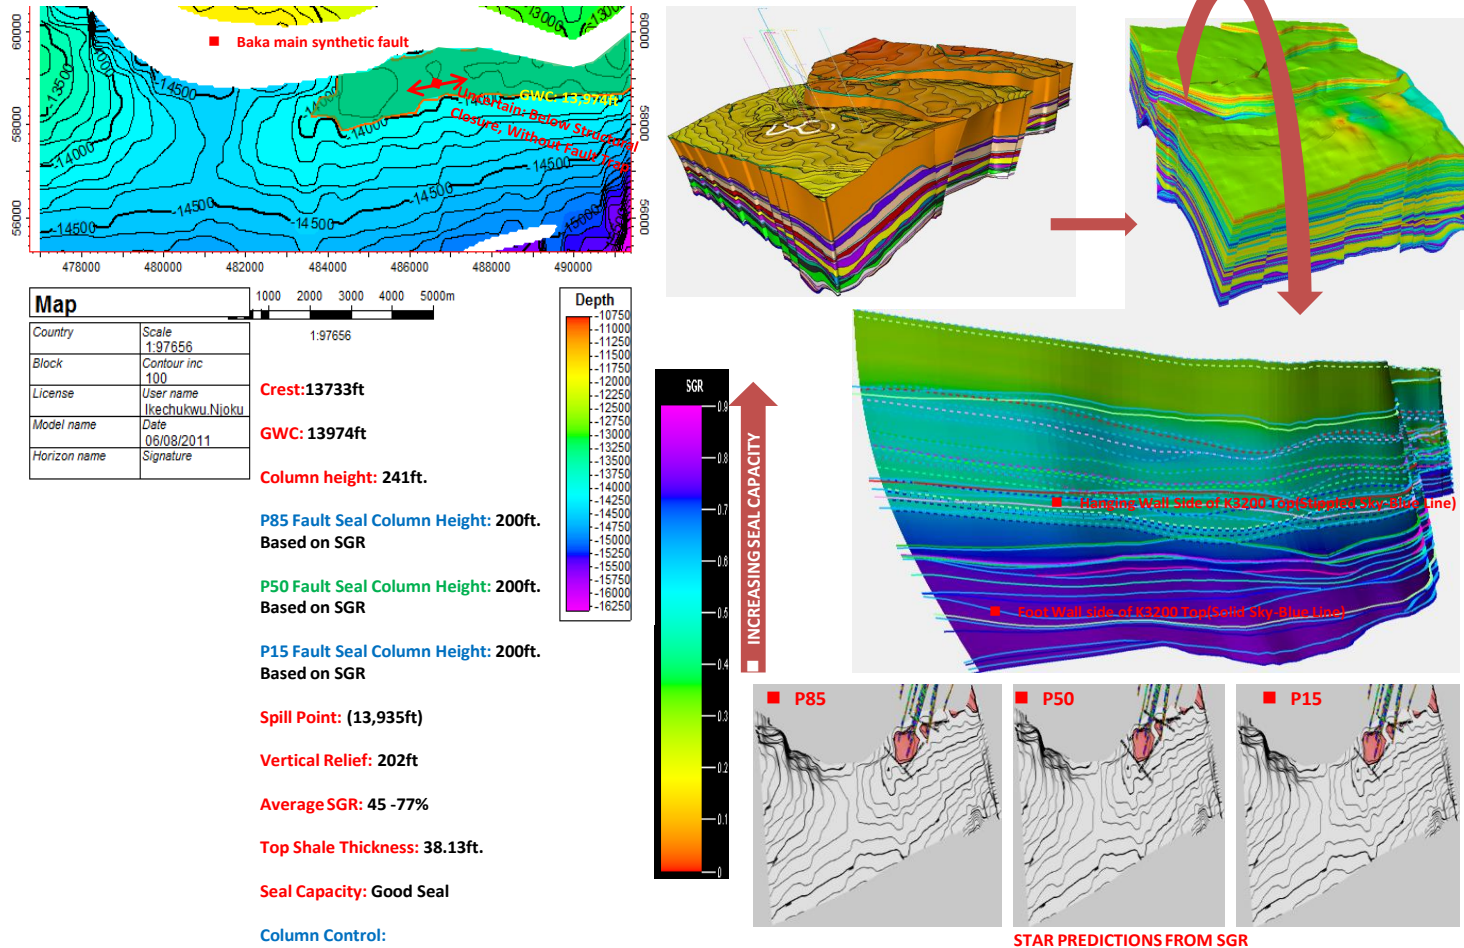 Baka main synthetic fault
GWC: 13,974ft
Uncertain: Below Structural
Closure, Without Fault Trap
60000
58000
56000
60000
58000
56000
-13000
-13000
-13500
-14500
-14000
-14000
-14000
-14500
-14500
-14500
-14500
-15000
478000 480000 482000 484000 486000 488000 490000
Map
Country
Scale
1:97656
Block
Contour inc
100
License
User name
Ikechukwu.Njoku
Model name
Date
06/08/2011
Horizon name
Signature
1000 2000 3000 4000 5000m
1:97656
Depth
-10750
-11000
-11250
-11500
-11750
-12000
-12250
-12500
-12750
-13000
-13250
-13500
-13750
-14000
-14250
-14500
-14750
-15000
-15250
-15500
-15750
-16000
-16250
Crest:13733ft
GWC: 13974ft
Column height: 241ft.
P85 Fault Seal Column Height: 200ft.
Based on SGR
P50 Fault Seal Column Height: 200ft.
Based on SGR
P15 Fault Seal Column Height: 200ft.
Based on SGR
Spill Point: (13,935ft)
Vertical Relief: 202ft
Average SGR: 45 -77%
Top Shale Thickness: 38.13ft.
Seal Capacity: Good Seal
Column Control:
SGR
0.9
0.8
0.7
0.6
0.5
0.4
0.3
0.2
0.1
0
INCREASING SEAL CAPACITY
Hanging Wall Side of K3200 Top(Stippled Sky-Blue Line)
Foot Wall side of K3200 Top(Solid Sky-Blue Line)
P85
P50
P15
STAR PREDICTIONS FROM SGR